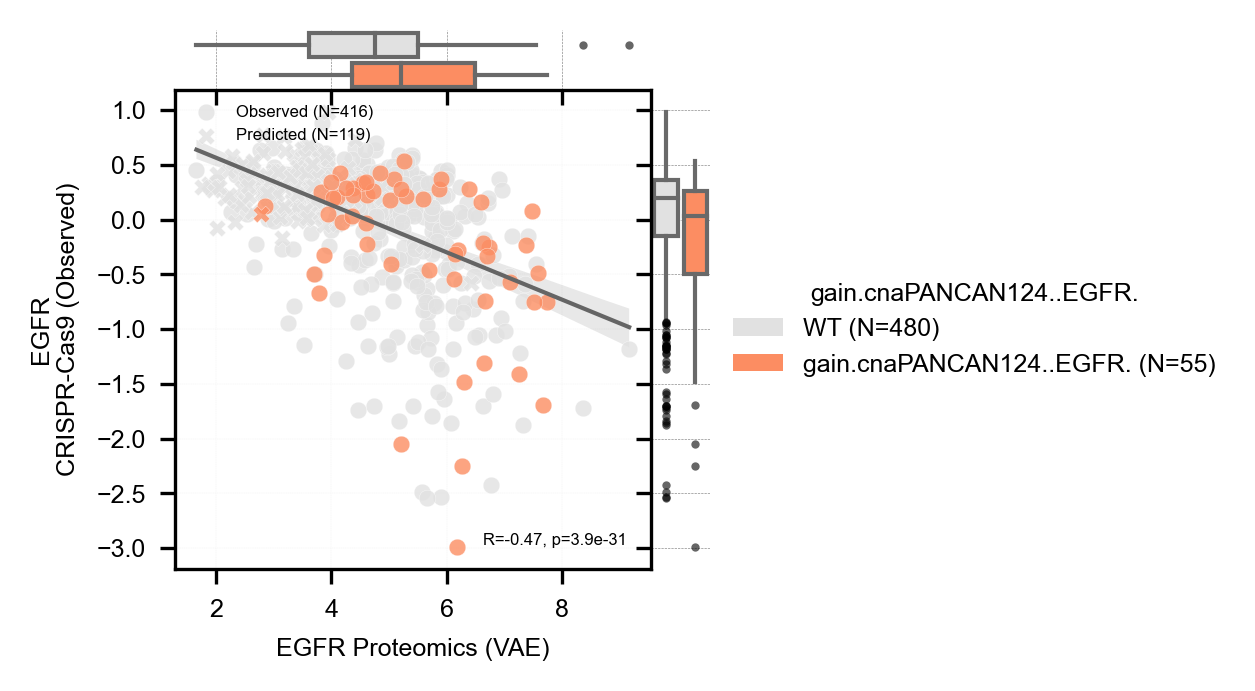 Observed (N=416)
Predicted (N=119)
1.0
0.5
0.0
−0.5
−1.0
−1.5
−2.0
−2.5
−3.0
EGFR
CRISPR-Cas9 (Observed)
R=-0.47, p=3.9e-31
2 4 6 8
EGFR Proteomics (VAE)
gain.cnaPANCAN124..EGFR.
WT (N=480)
gain.cnaPANCAN124..EGFR. (N=55)